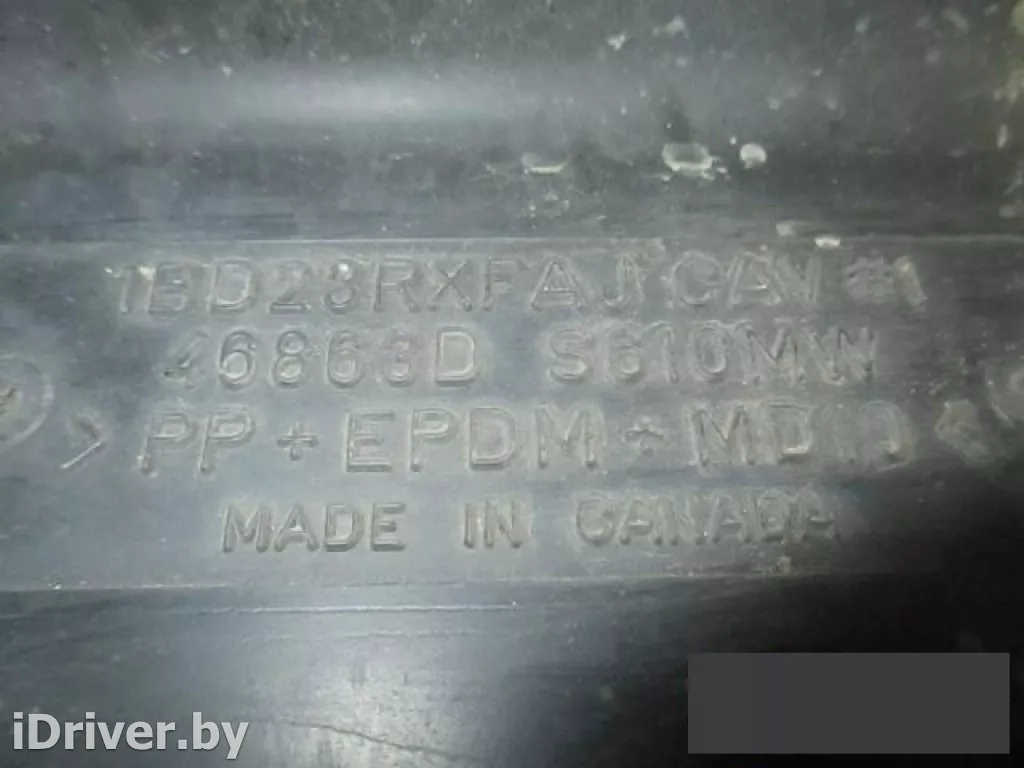 1BD23RXFAJ CAV #1
46863D S610MW
>PP+EPDM+MD10<
MADE IN CANADA
iDriver.by